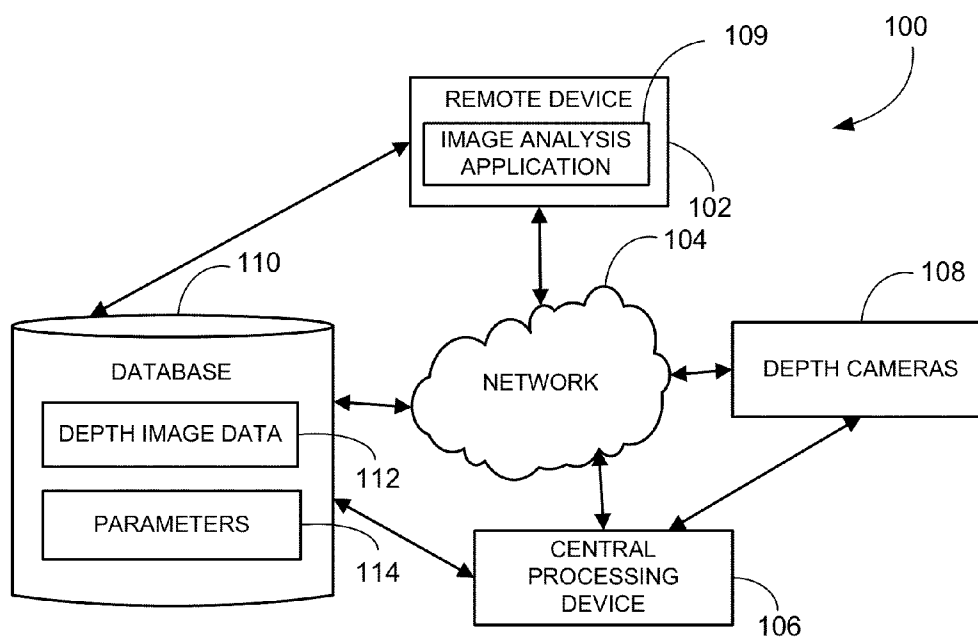 100
109
REMOTE DEVICE
IMAGE ANALYSIS
APPLICATION
102
104
110
108
DATABASE
NETWORK
DEPTH CAMERAS
DEPTH IMAGE DATA
112
PARAMETERS
114
CENTRAL
PROCESSING
DEVICE
106